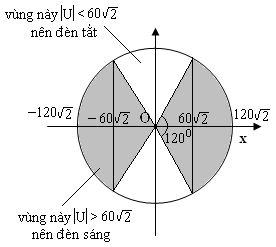 vùng này |U| < 60√2
nên đèn tắt
−120√2
−60√2
O
60√2
120√2
120⁰
x
vùng này |U| > 60√2
nên đèn sáng